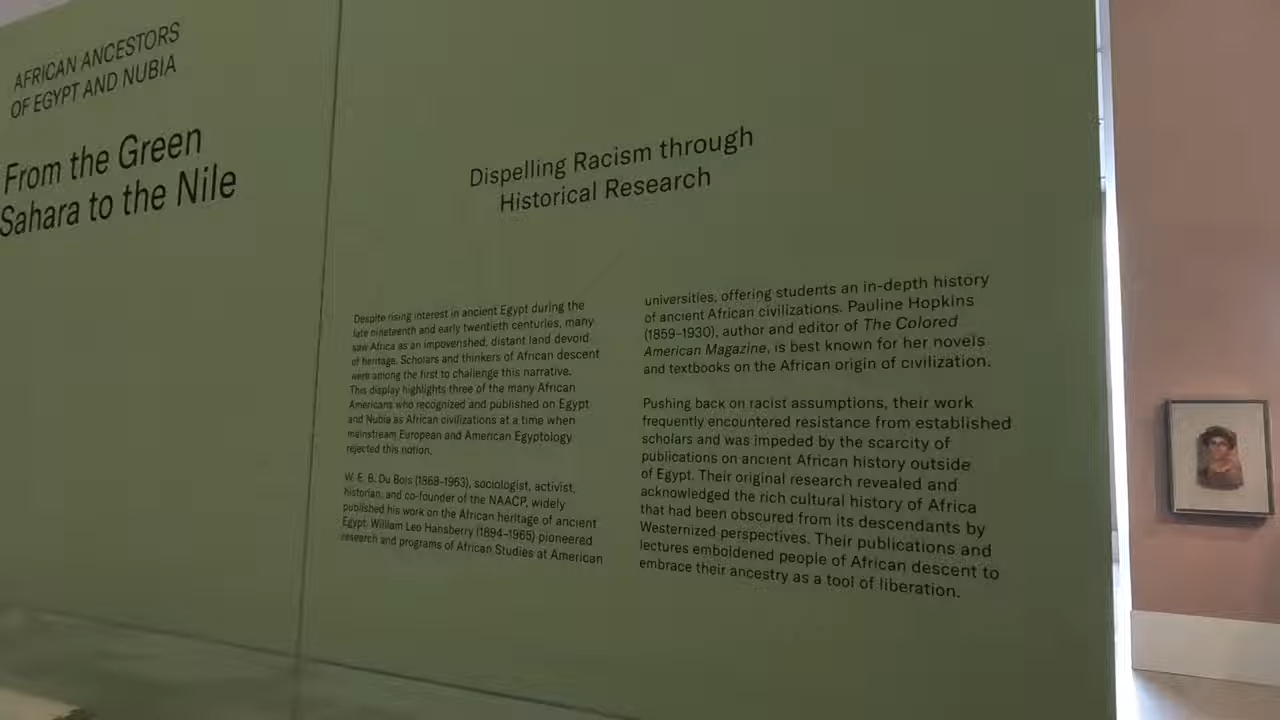 AFRICAN ANCESTORS
OF EGYPT AND NUBIA
From the Green
Sahara to the Nile
Dispelling Racism through
Historical Research
Despite rising interest in ancient Egypt during the
late nineteenth and early twentieth centuries, many
saw Africa as an impoverished, distant land devoid
of heritage. Scholars and thinkers of African descent
were among the first to challenge this narrative.
This display highlights three of the many African
Americans who recognized and published on Egypt
and Nubia as African civilizations at a time when
mainstream European and American Egyptology
rejected this notion.
W. E. B. Du Bois (1868–1963), sociologist, activist,
historian, and co-founder of the NAACP, widely
published his work on the African heritage of ancient
Egypt. William Leo Hansberry (1894–1965) pioneered
research and programs of African Studies at American
universities, offering students an in-depth history
of ancient African civilizations. Pauline Hopkins
(1859–1930), author and editor of The Colored
American Magazine, is best known for her novels
and textbooks on the African origin of civilization.
Pushing back on racist assumptions, their work
frequently encountered resistance from established
scholars and was impeded by the scarcity of
publications on ancient African history outside
of Egypt. Their original research revealed and
acknowledged the rich cultural history of Africa
that had been obscured from its descendants by
Westernized perspectives. Their publications and
lectures emboldened people of African descent to
embrace their ancestry as a tool of liberation.